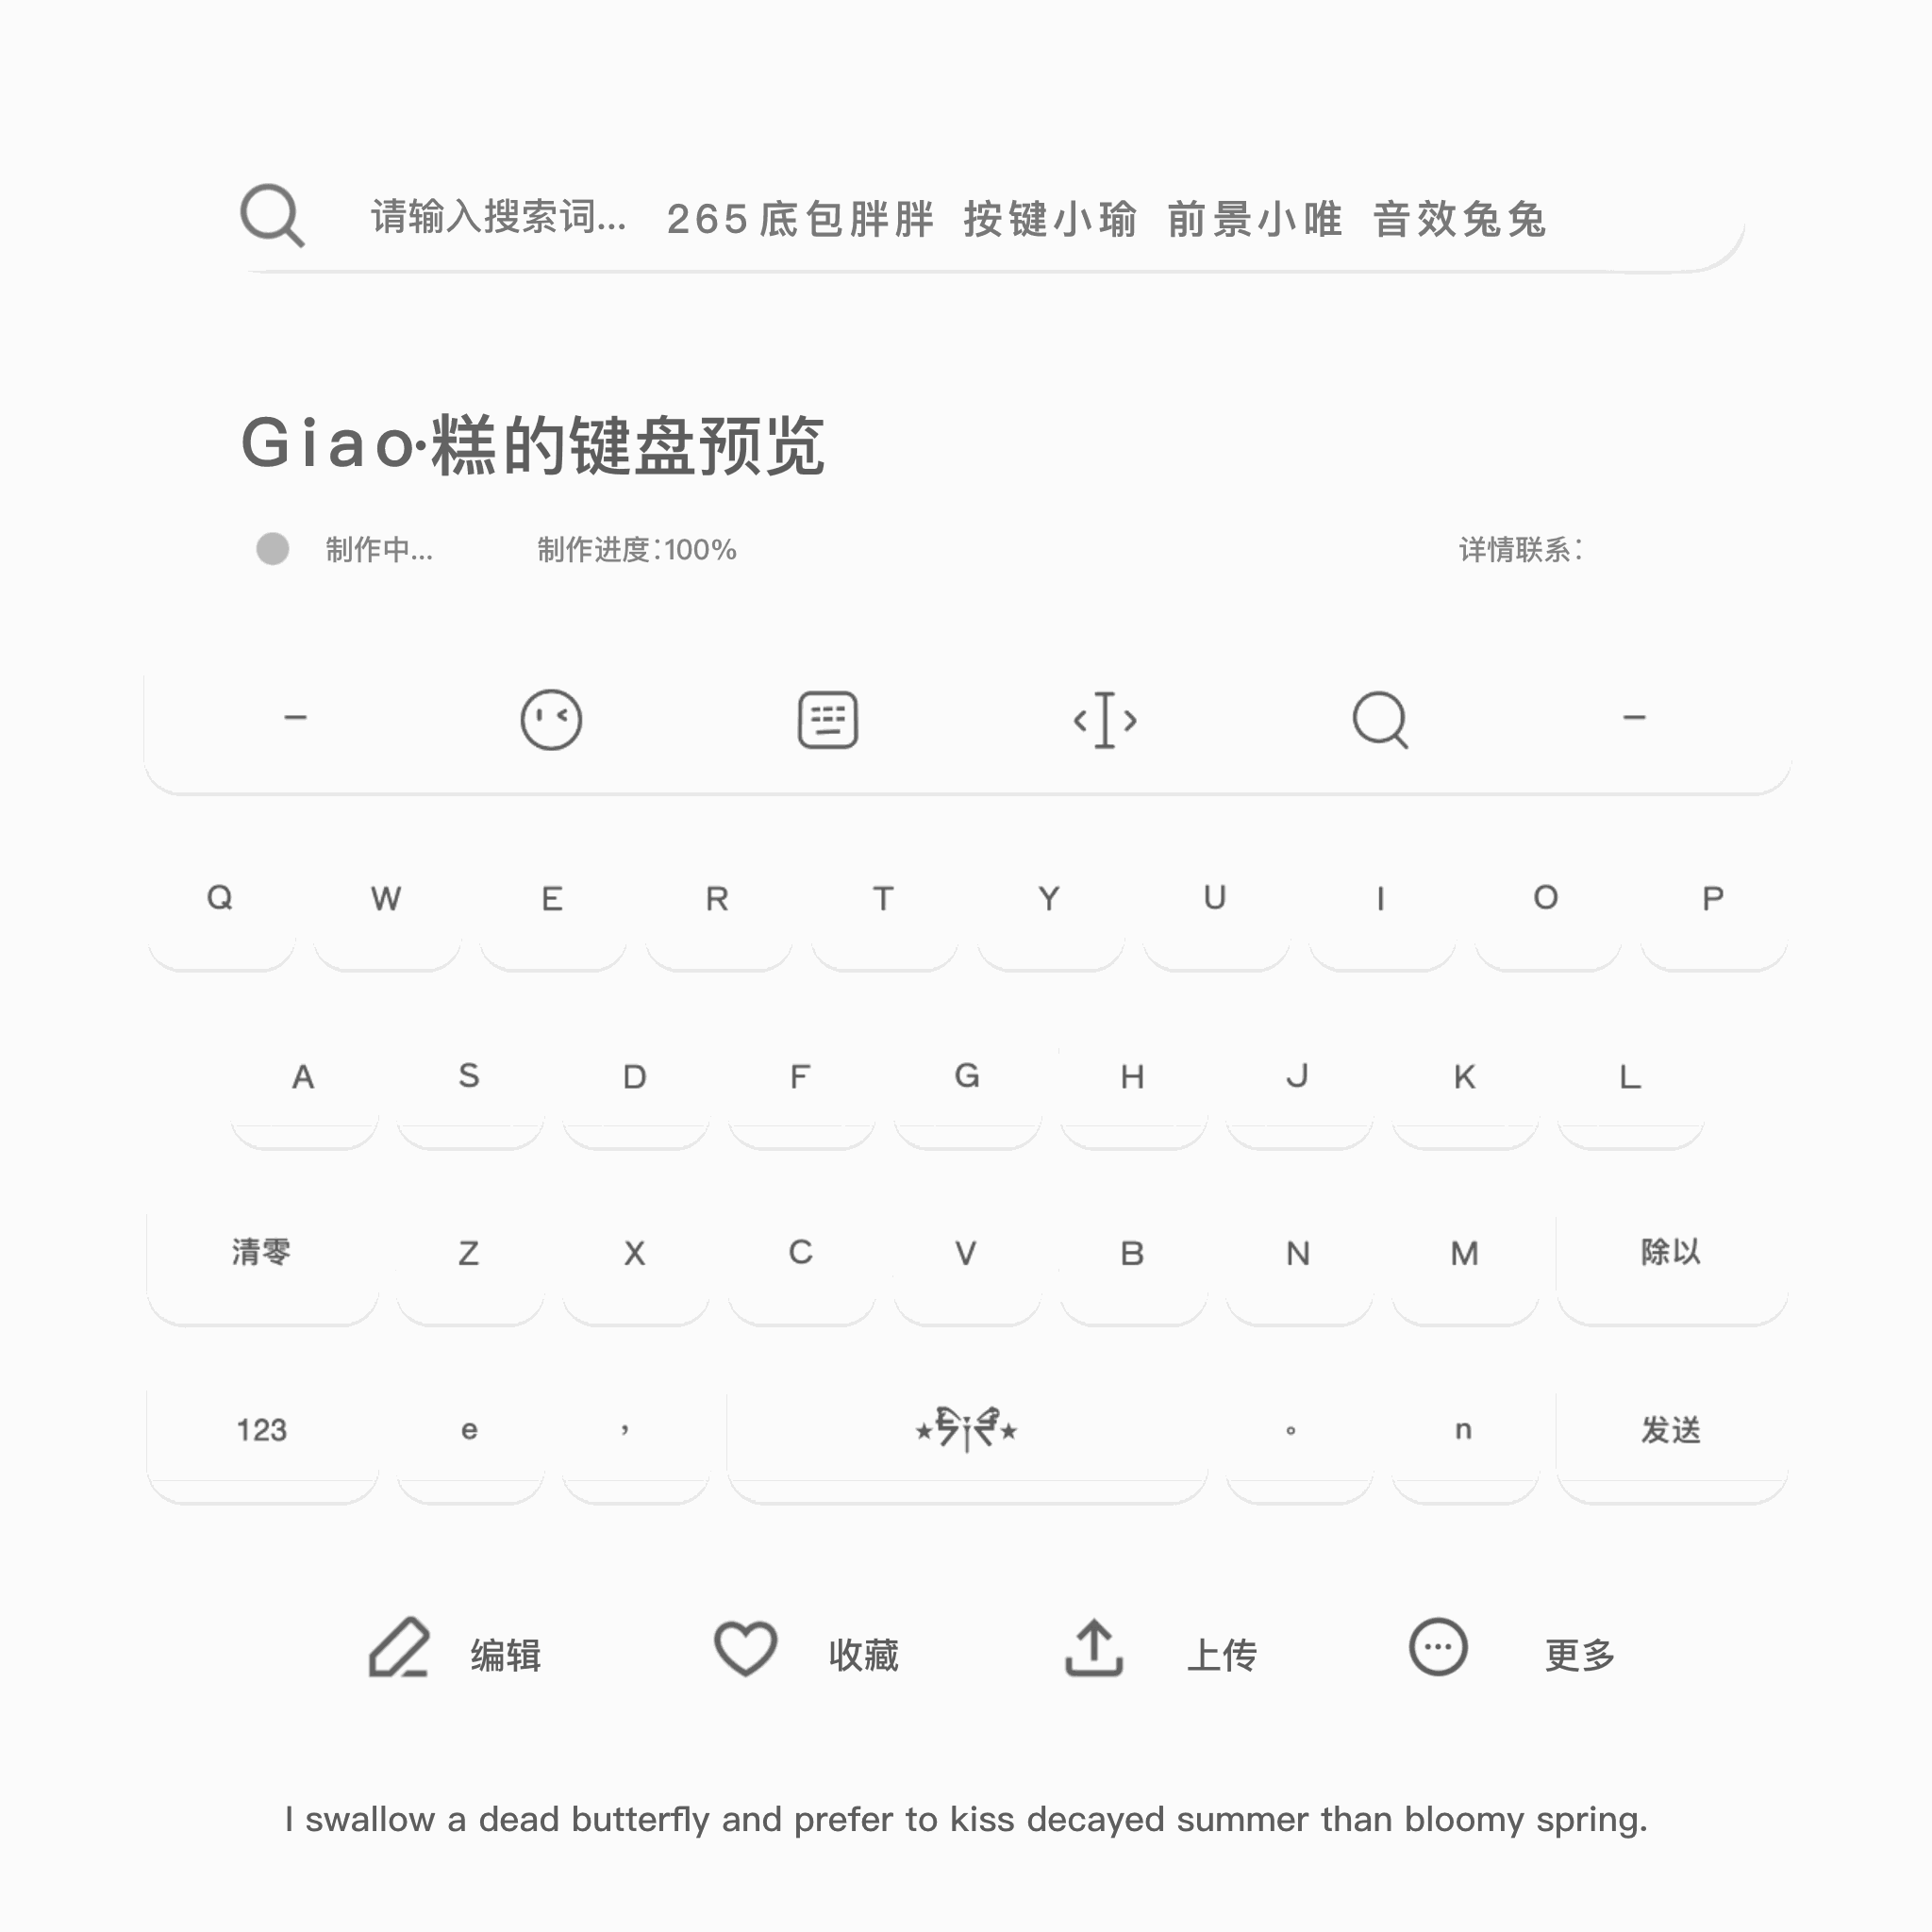 请输入搜索词... 265底包胖胖 按键小瑜 前景小唯 音效兔兔
Giao·糕的键盘预览
制作中... 制作进度:100% 详情联系:
Q W E R T Y U I O P
A S D F G H J K L
清零 Z X C V B N M 除以
123 e , 。 n 发送
编辑 收藏 上传 更多
I swallow a dead butterfly and prefer to kiss decayed summer than bloomy spring.